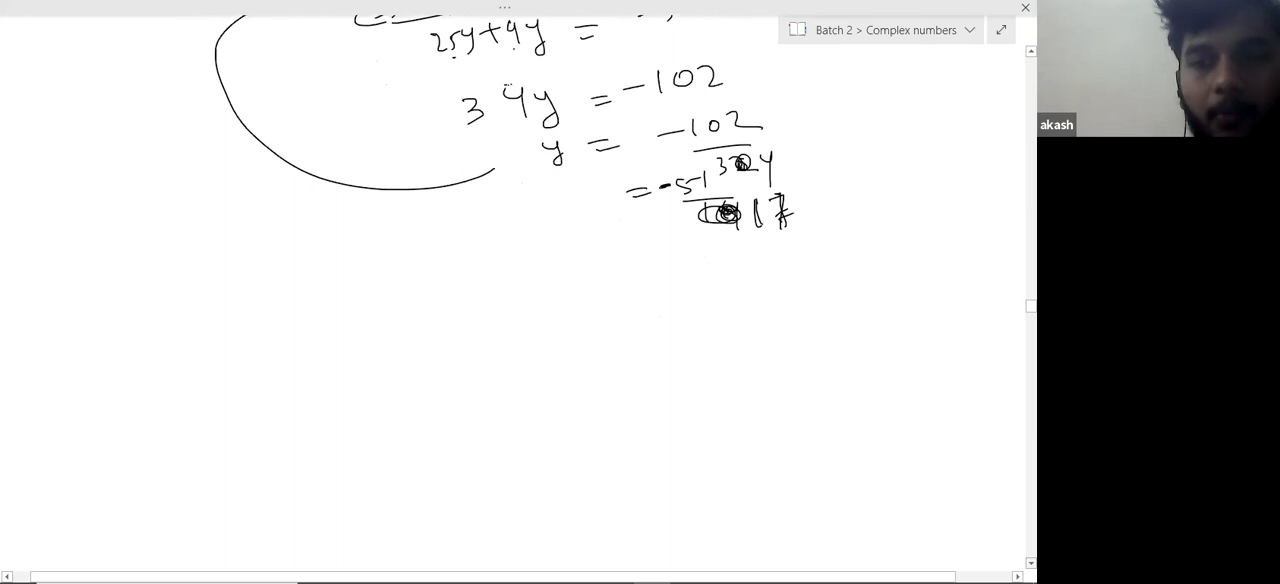 ...
Batch 2 > Complex numbers
akash
25y+9y =
34y = -102
y = -102
34
= -51
17